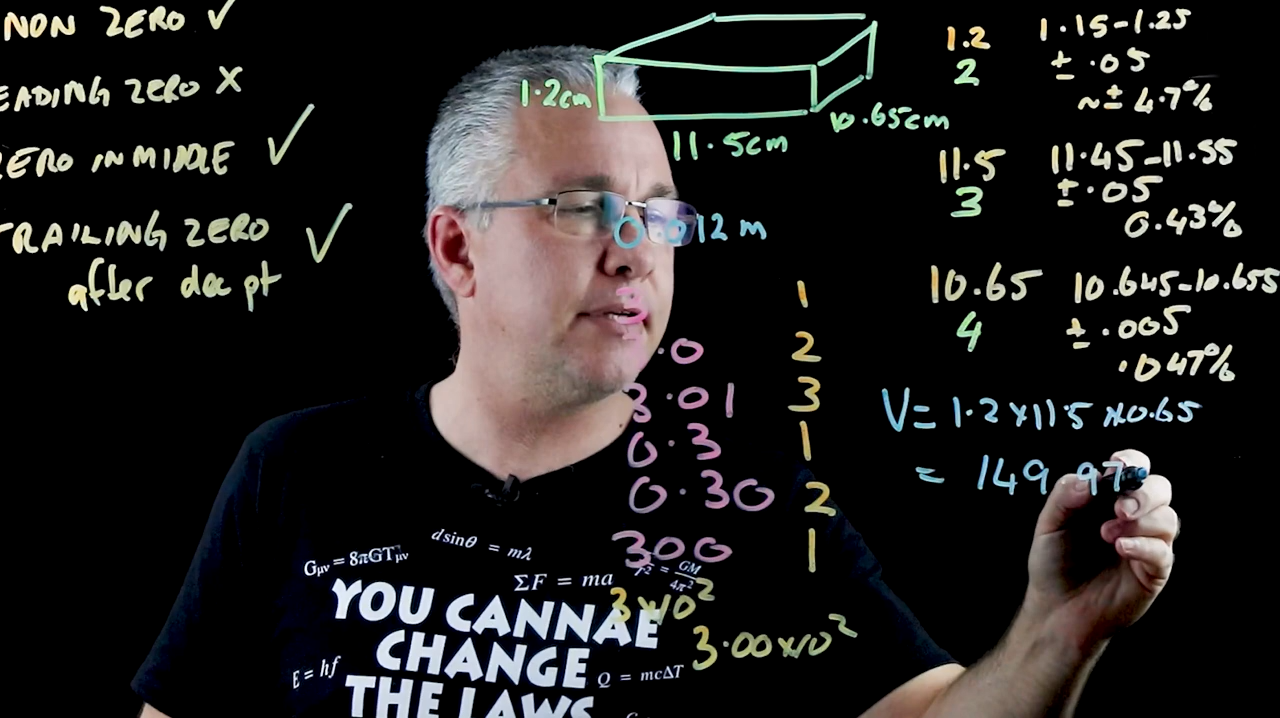 NON ZERO ✓
EADING ZERO X
ZERO IN MIDDLE ✓
TRAILING ZERO ✓
after dec pt
1.2cm
11.5cm
10.65cm
0.012 m
3
1
.0 2
3.01 3
0.3 1
0.30 2
300 1
3×10²
3.00×10²
1.2 1.15-1.25
2 ± .05
~± 4.7%
11.5 11.45-11.55
3 ± .05
0.43%
10.65 10.645-10.655
4 ± .005
.047%
V= 1.2×11.5×10.65
= 149 97
dsinθ = mλ
Gμν = 8πGTμν
ΣF = ma
YOU CANNAE
CHANGE
THE LAWS
E = hf
Q = mcΔT